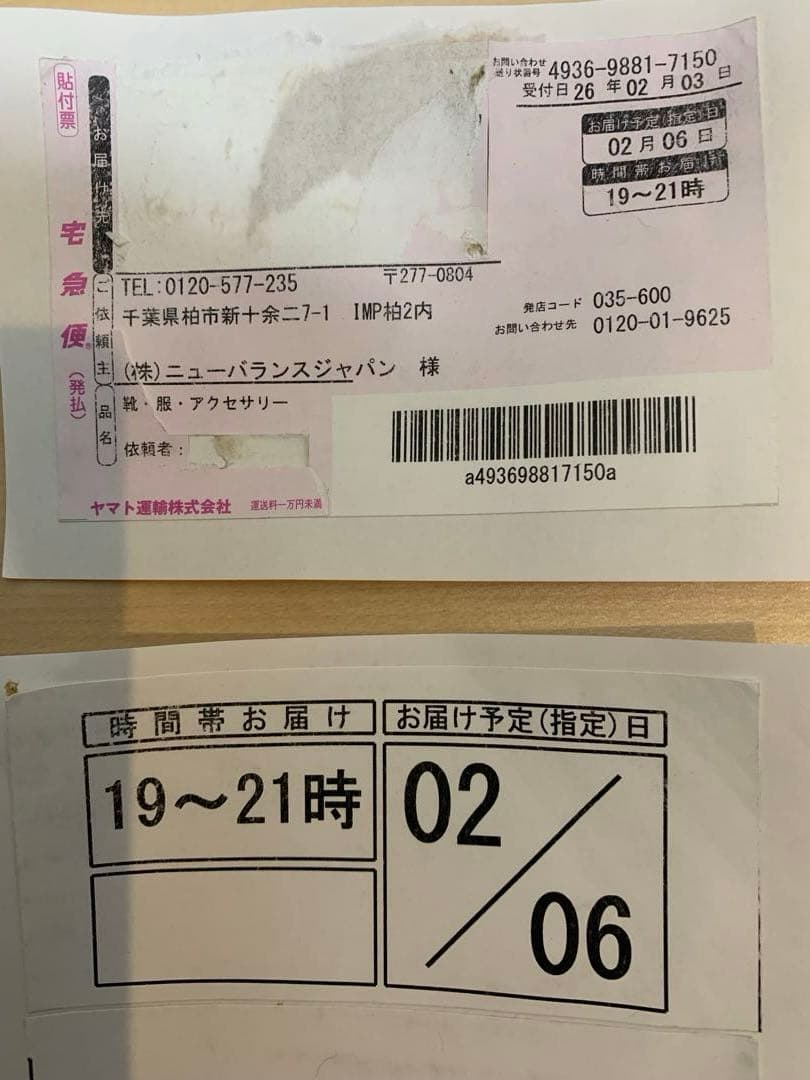 貼付票
お届け先
お問い合わせ
送り状番号 4936-9881-7150
受付日 26 年 02 月 03 日
お届け予定(指定)日
02月 06 日
時間帯お届け
19～21時
宅急便
(発払)
ご依頼主
TEL:0120-577-235 〒277-0804
千葉県柏市新十余二7-1 IMP柏2内
(株)ニューバランスジャパン 様
発店コード 035-600
お問い合わせ先 0120-01-9625
品名
靴・服・アクセサリー
依頼者:
a493698817150a
ヤマト運輸株式会社 運送料一万円未満
時間帯お届け お届け予定(指定)日
19～21時 02/06